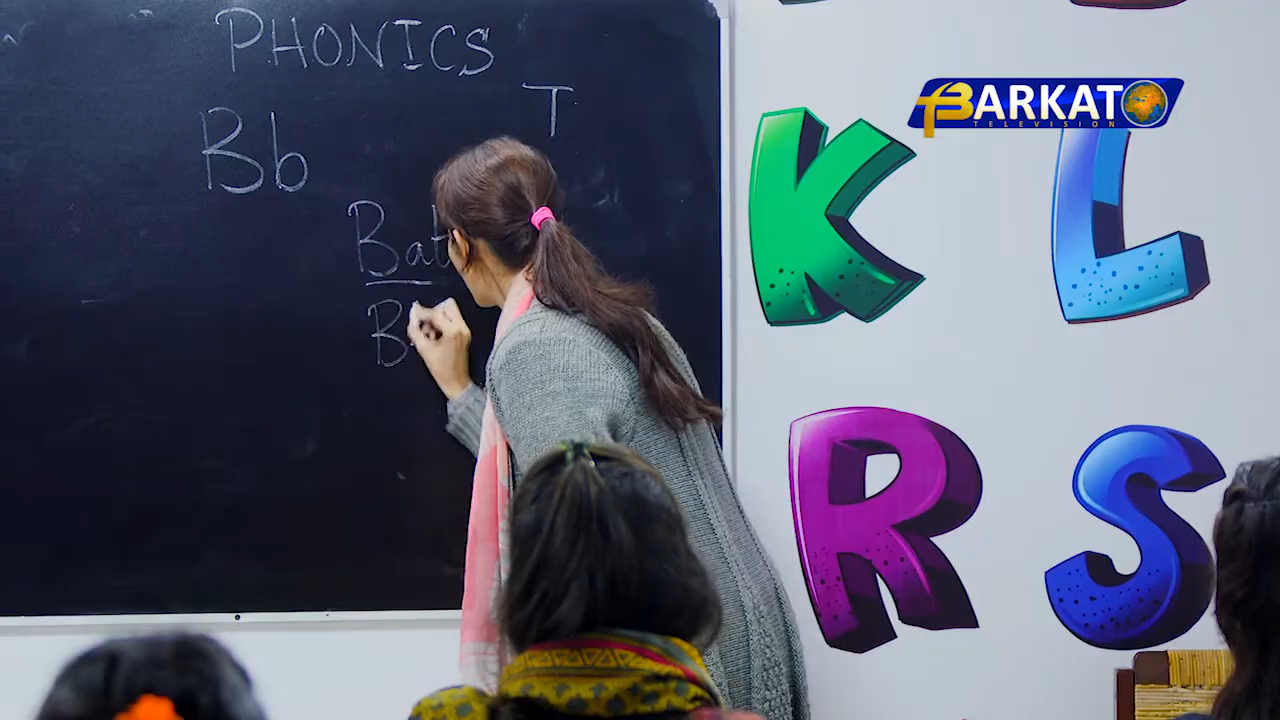 PHONICS
T
Bb
Bat
B
BARKAT
TELEVISION
K L
R S